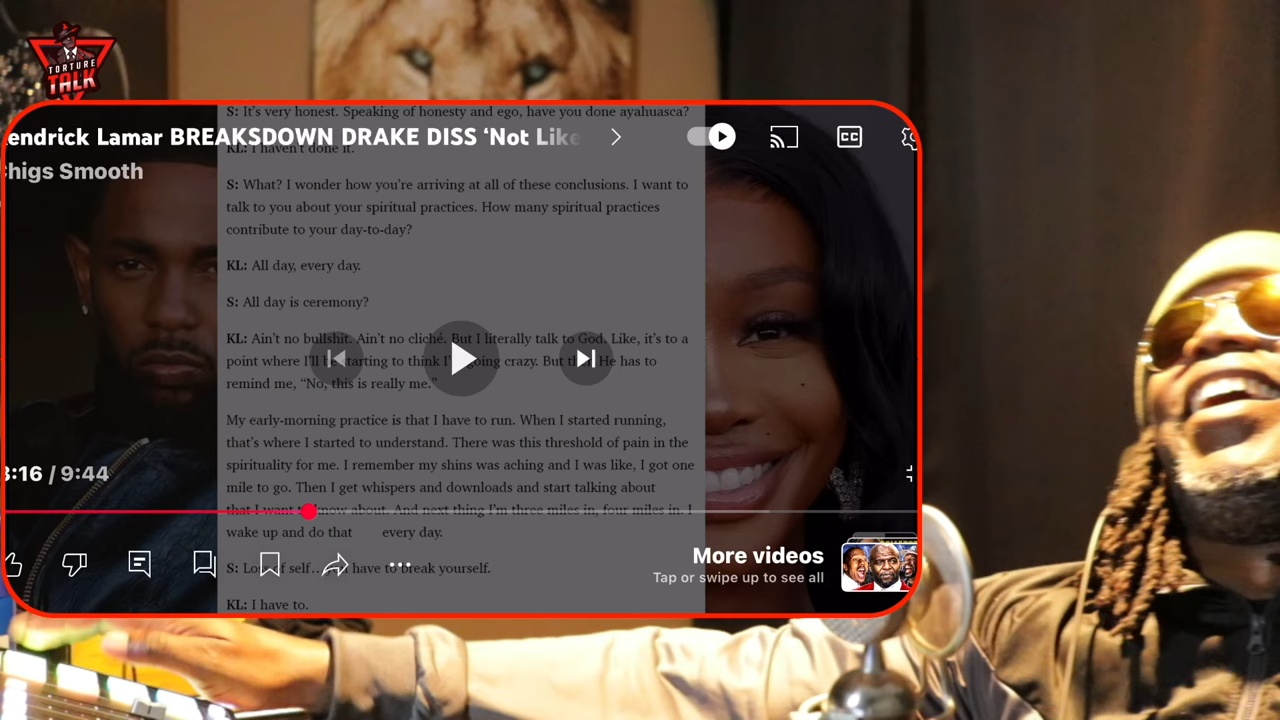 TORTURE
TALK
S: It's very honest. Speaking of honesty and ego, have you done ayahuasca?
endrick Lamar BREAKSDOWN DRAKE DISS ‘Not Like
KL: I haven't done it.
higs Smooth
S: What? I wonder how you're arriving at all of these conclusions. I want to
talk to you about your spiritual practices. How many spiritual practices
contribute to your day-to-day?
KL: All day, every day.
S: All day is ceremony?
KL: Ain't no bullshit. Ain't no cliché. But I literally talk to God. Like, it's to a
point where I'll be starting to think I'm going crazy. But then He has to
remind me, “No, this is really me.”
My early-morning practice is that I have to run. When I started running,
that's where I started to understand. There was this threshold of pain in the
spirituality for me. I remember my shins was aching and I was like, I got one
3:16 / 9:44
mile to go. Then I get whispers and downloads and start talking about
that I want to know about. And next thing I'm three miles in, four miles in. I
wake up and do that every day.
S: Loss of self... you have to break yourself.
More videos
Tap or swipe up to see all
KL: I have to.
CC